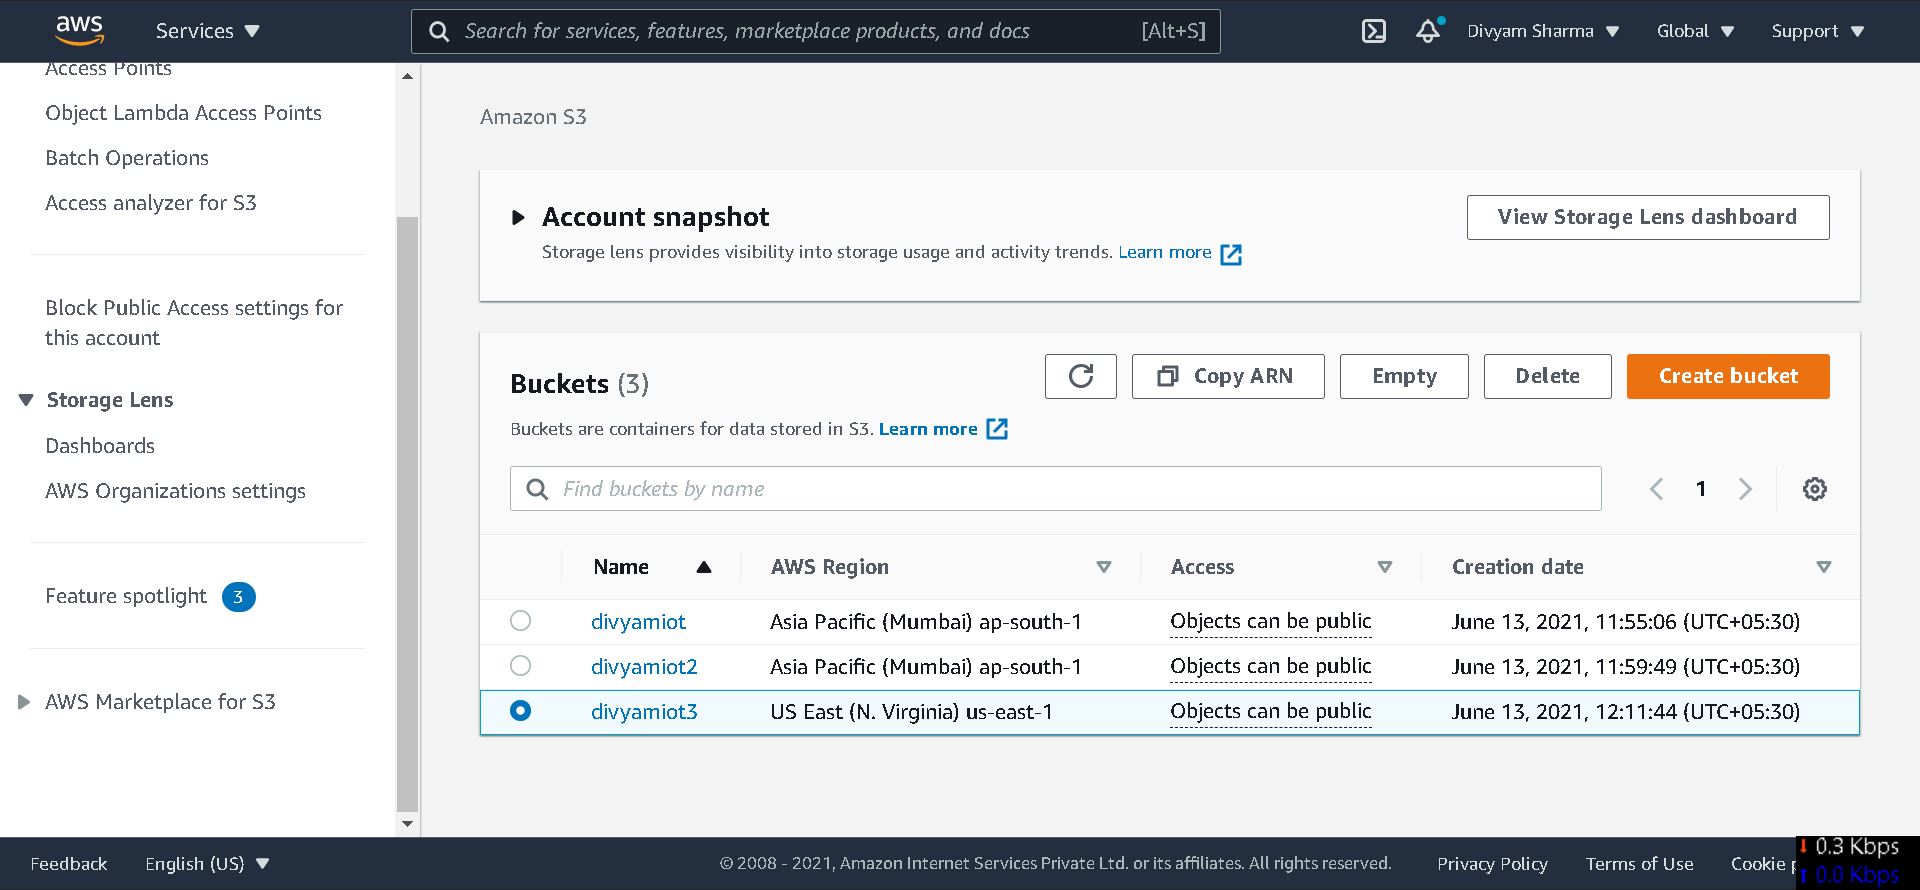 aws Services Search for services, features, marketplace products, and docs [Alt+S] Divyam Sharma Global Support
Access Points
Object Lambda Access Points
Batch Operations
Access analyzer for S3
Block Public Access settings for
this account
Storage Lens
Dashboards
AWS Organizations settings
Feature spotlight 3
AWS Marketplace for S3
Amazon S3
Account snapshot View Storage Lens dashboard
Storage lens provides visibility into storage usage and activity trends. Learn more
Buckets (3) Copy ARN Empty Delete Create bucket
Buckets are containers for data stored in S3. Learn more
Find buckets by name 1
Name AWS Region Access Creation date
divyamiot Asia Pacific (Mumbai) ap-south-1 Objects can be public June 13, 2021, 11:55:06 (UTC+05:30)
divyamiot2 Asia Pacific (Mumbai) ap-south-1 Objects can be public June 13, 2021, 11:59:49 (UTC+05:30)
divyamiot3 US East (N. Virginia) us-east-1 Objects can be public June 13, 2021, 12:11:44 (UTC+05:30)
Feedback English (US) © 2008 - 2021, Amazon Internet Services Private Ltd. or its affiliates. All rights reserved. Privacy Policy Terms of Use Cookie
0.3 Kbps
0.0 Kbps